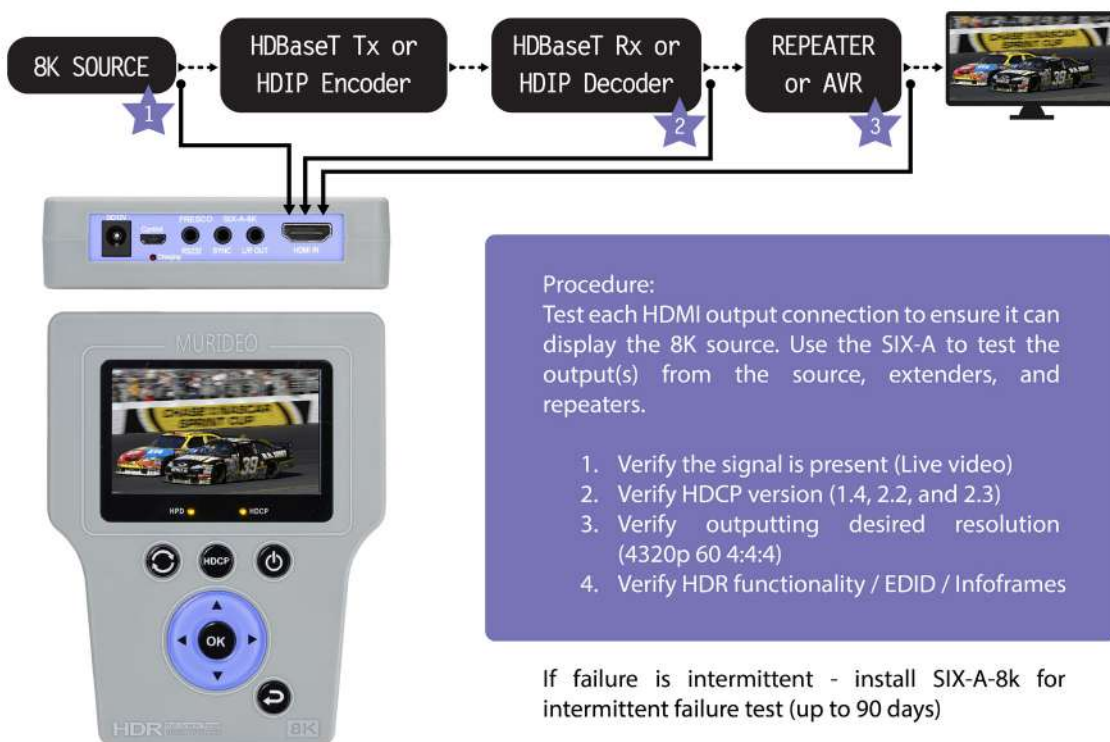 8K SOURCE
HDBaseT Tx or
HDIP Encoder
HDBaseT Rx or
HDIP Decoder
REPEATER
or AVR
1
2
3
CHASE FOR THE NASCAR
SPRINT CUP
DC12V
Control
FRESCO SIX-A-8K
RS232
SYNC
L/R OUT
HDMI IN
Charging
MURIDEO
CHASE FOR THE NASCAR
SPRINT CUP
39
HPD
HDCP
HDCP
OK
HDR
8K
Procedure:
Test each HDMI output connection to ensure it can
display the 8K source. Use the SIX-A to test the
output(s) from the source, extenders, and
repeaters.
1. Verify the signal is present (Live video)
2. Verify HDCP version (1.4, 2.2, and 2.3)
3. Verify outputting desired resolution
(4320p 60 4:4:4)
4. Verify HDR functionality / EDID / Infoframes
If failure is intermittent - install SIX-A-8k for
intermittent failure test (up to 90 days)